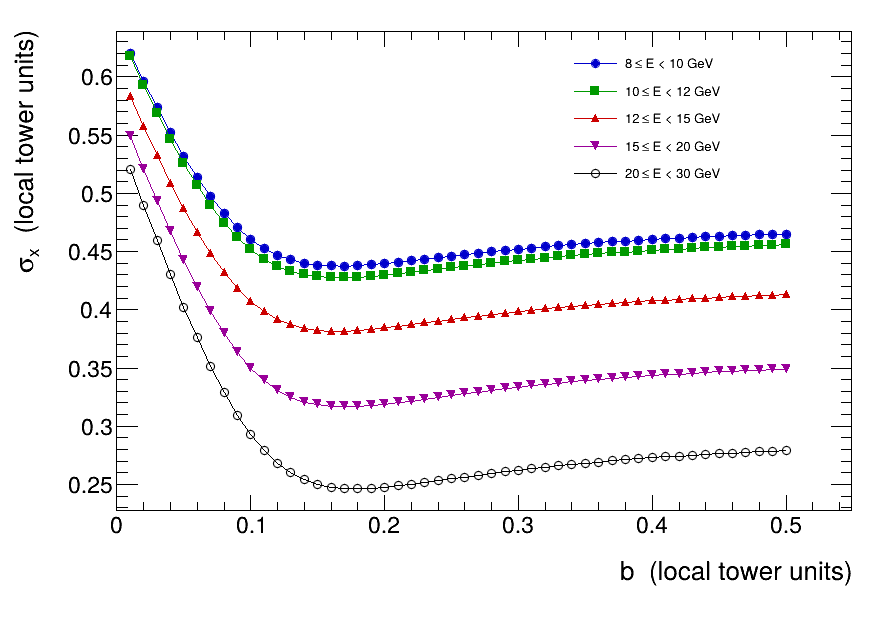 σx (local tower units)
0.6
0.55
0.5
0.45
0.4
0.35
0.3
0.25
8 ≤ E < 10 GeV
10 ≤ E < 12 GeV
12 ≤ E < 15 GeV
15 ≤ E < 20 GeV
20 ≤ E < 30 GeV
0 0.1 0.2 0.3 0.4 0.5
b (local tower units)